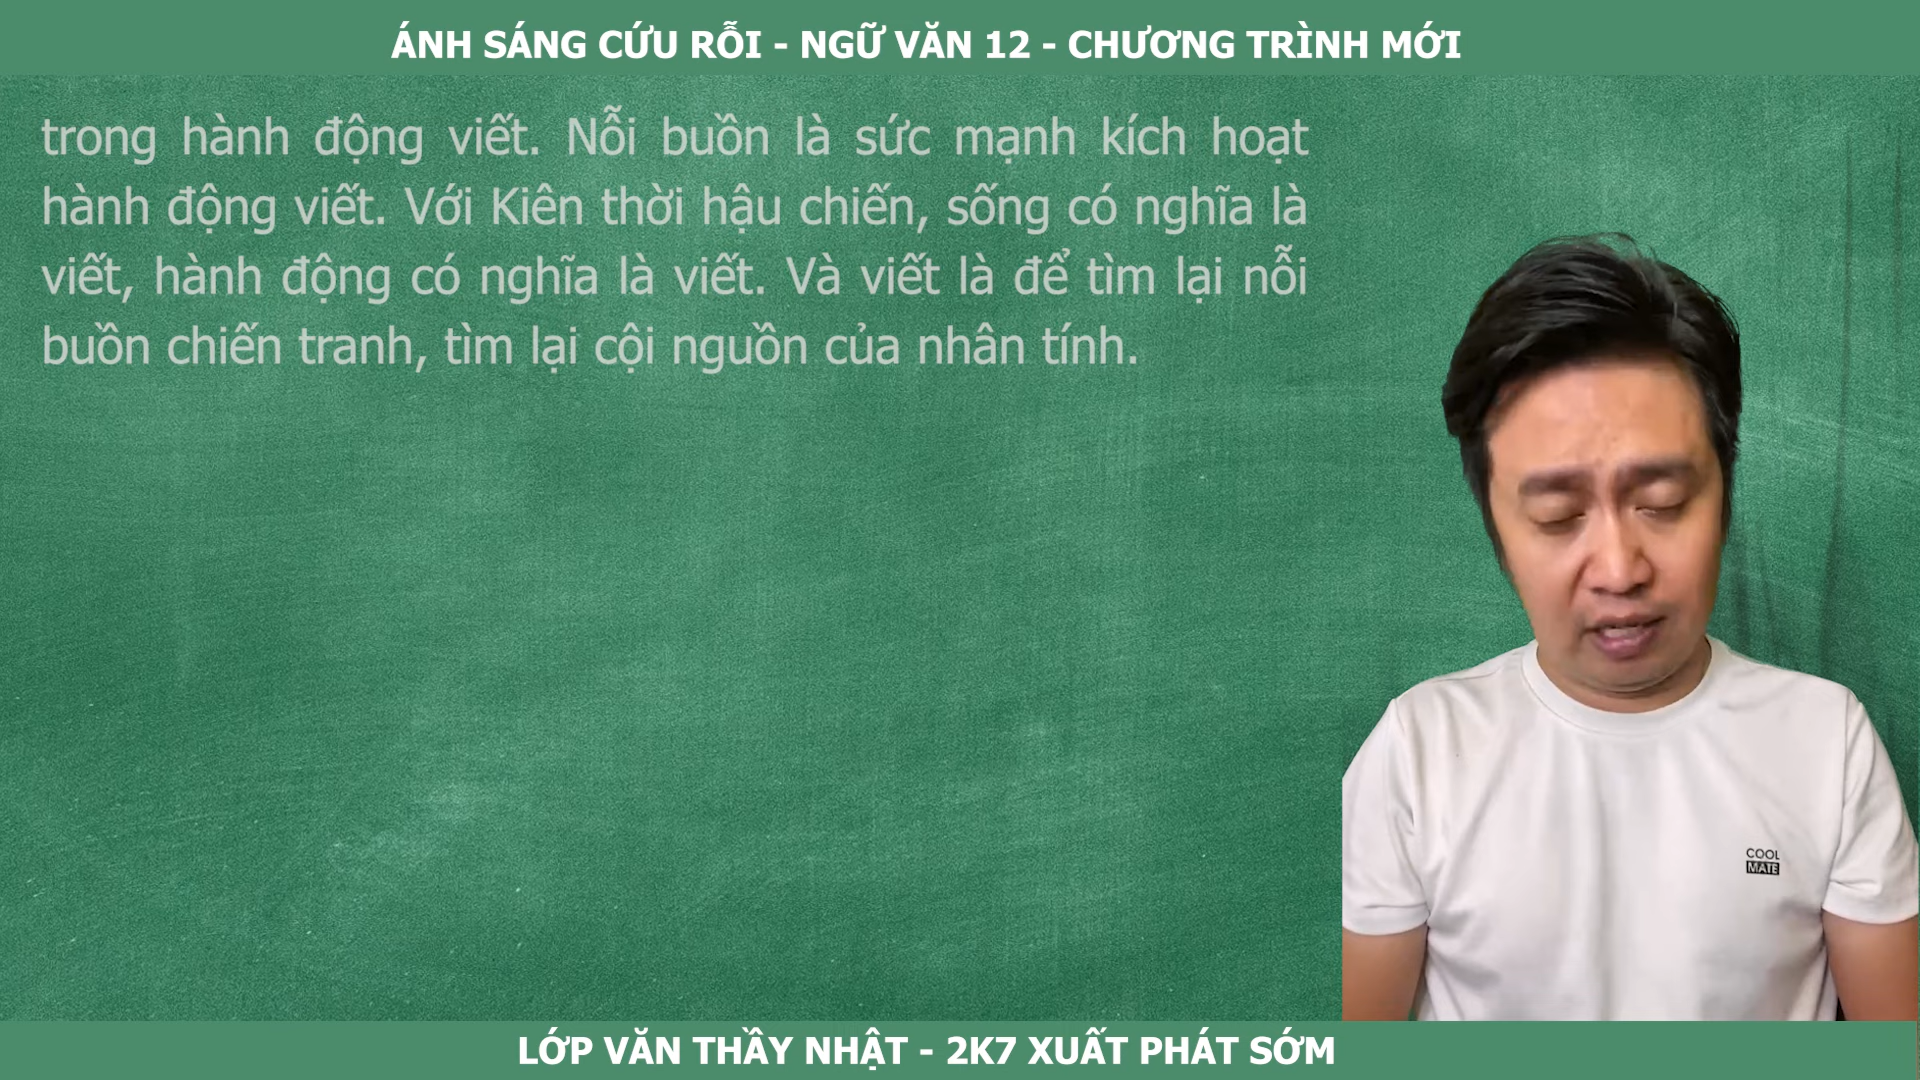 ÁNH SÁNG CỨU RỖI - NGỮ VĂN 12 - CHƯƠNG TRÌNH MỚI
trong hành động viết. Nỗi buồn là sức mạnh kích hoạt
hành động viết. Với Kiên thời hậu chiến, sống có nghĩa là
viết, hành động có nghĩa là viết. Và viết là để tìm lại nỗi
buồn chiến tranh, tìm lại cội nguồn của nhân tính.
COOL
MATE
LỚP VĂN THẦY NHẬT - 2K7 XUẤT PHÁT SỚM